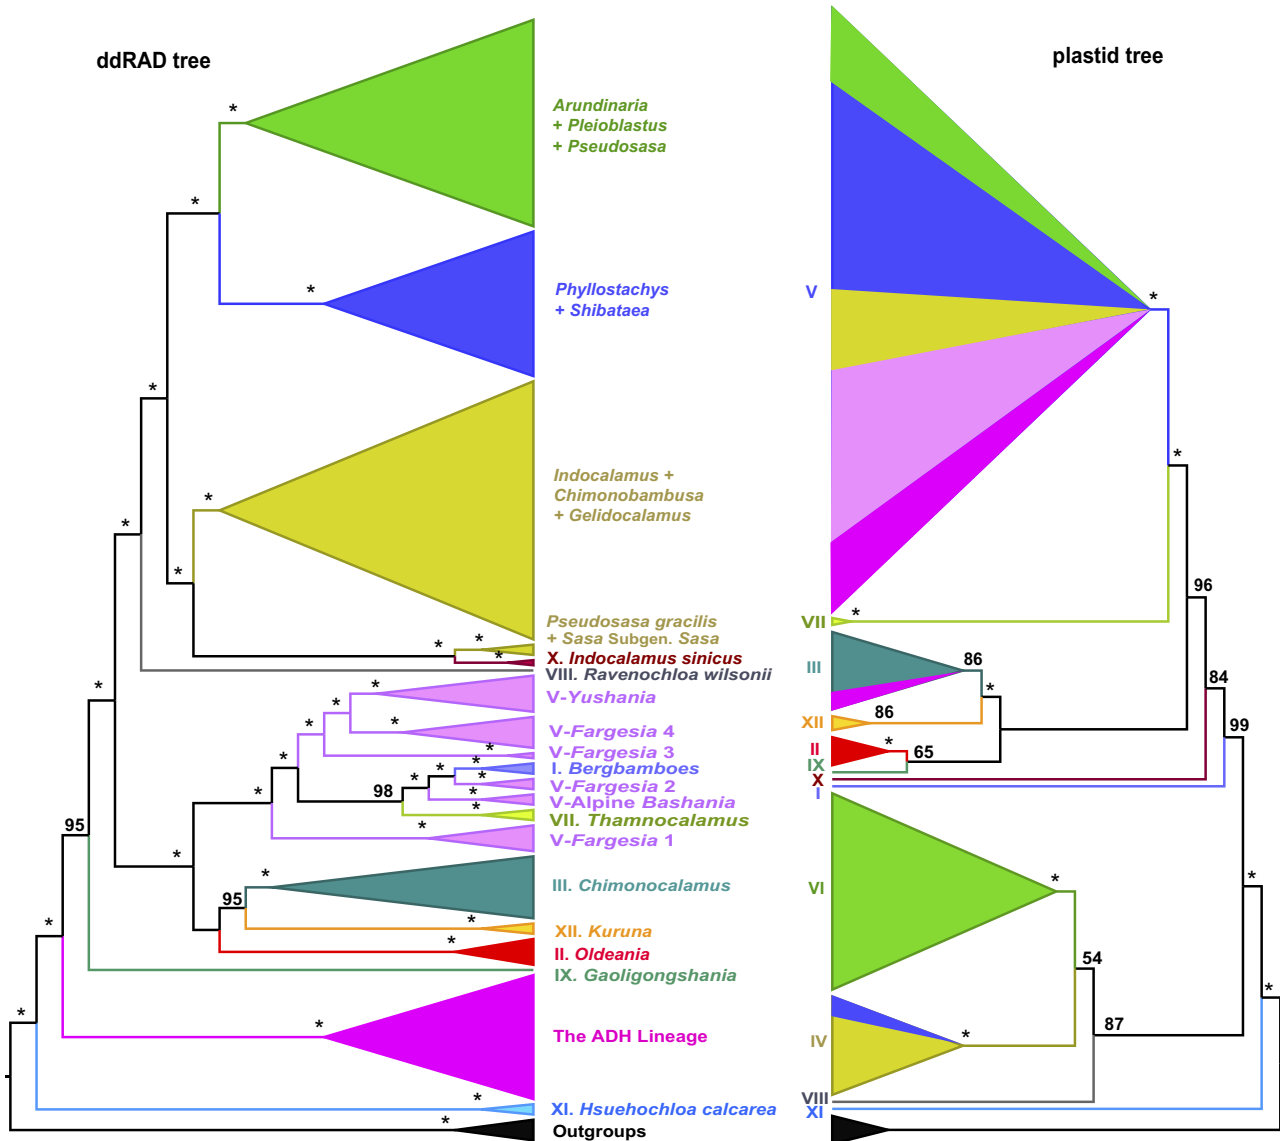 ddRAD tree
plastid tree
*
Arundinaria
+ Pleioblastus
+ Pseudosasa
*
*
Phyllostachys
+ Shibataea
*
*
Indocalamus +
Chimonobambusa
+ Gelidocalamus
*
*
*
Pseudosasa gracilis
+ Sasa Subgen. Sasa
*
*
X. Indocalamus sinicus
*
VIII. Ravenochloa wilsonii
*
V-Yushania
*
*
V-Fargesia 4
*
*
V-Fargesia 3
*
*
I. Bergbamboes
*
*
V-Fargesia 2
*
98
V-Alpine Bashania
*
*
VII. Thamnocalamus
*
95
V-Fargesia 1
*
*
III. Chimonocalamus
*
95
XII. Kuruna
*
*
II. Oldeania
*
IX. Gaoligongshania
The ADH Lineage
*
*
XI. Hsuehochloa calcarea
*
Outgroups
*
V
*
*
VII
*
96
III
86
*
84
XII
86
99
II
*
65
IX
X
I
VI
*
*
54
*
87
IV
*
VIII
XI